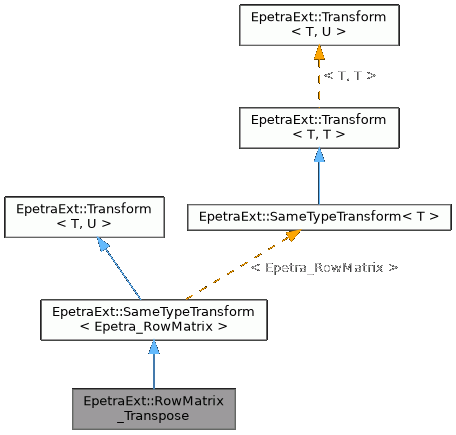 EpetraExt::Transform
< T, U >
< T, T >
EpetraExt::Transform
< T, T >
EpetraExt::Transform
< T, U >
EpetraExt::SameTypeTransform< T >
< Epetra_RowMatrix >
EpetraExt::SameTypeTransform
< Epetra_RowMatrix >
EpetraExt::RowMatrix
_Transpose